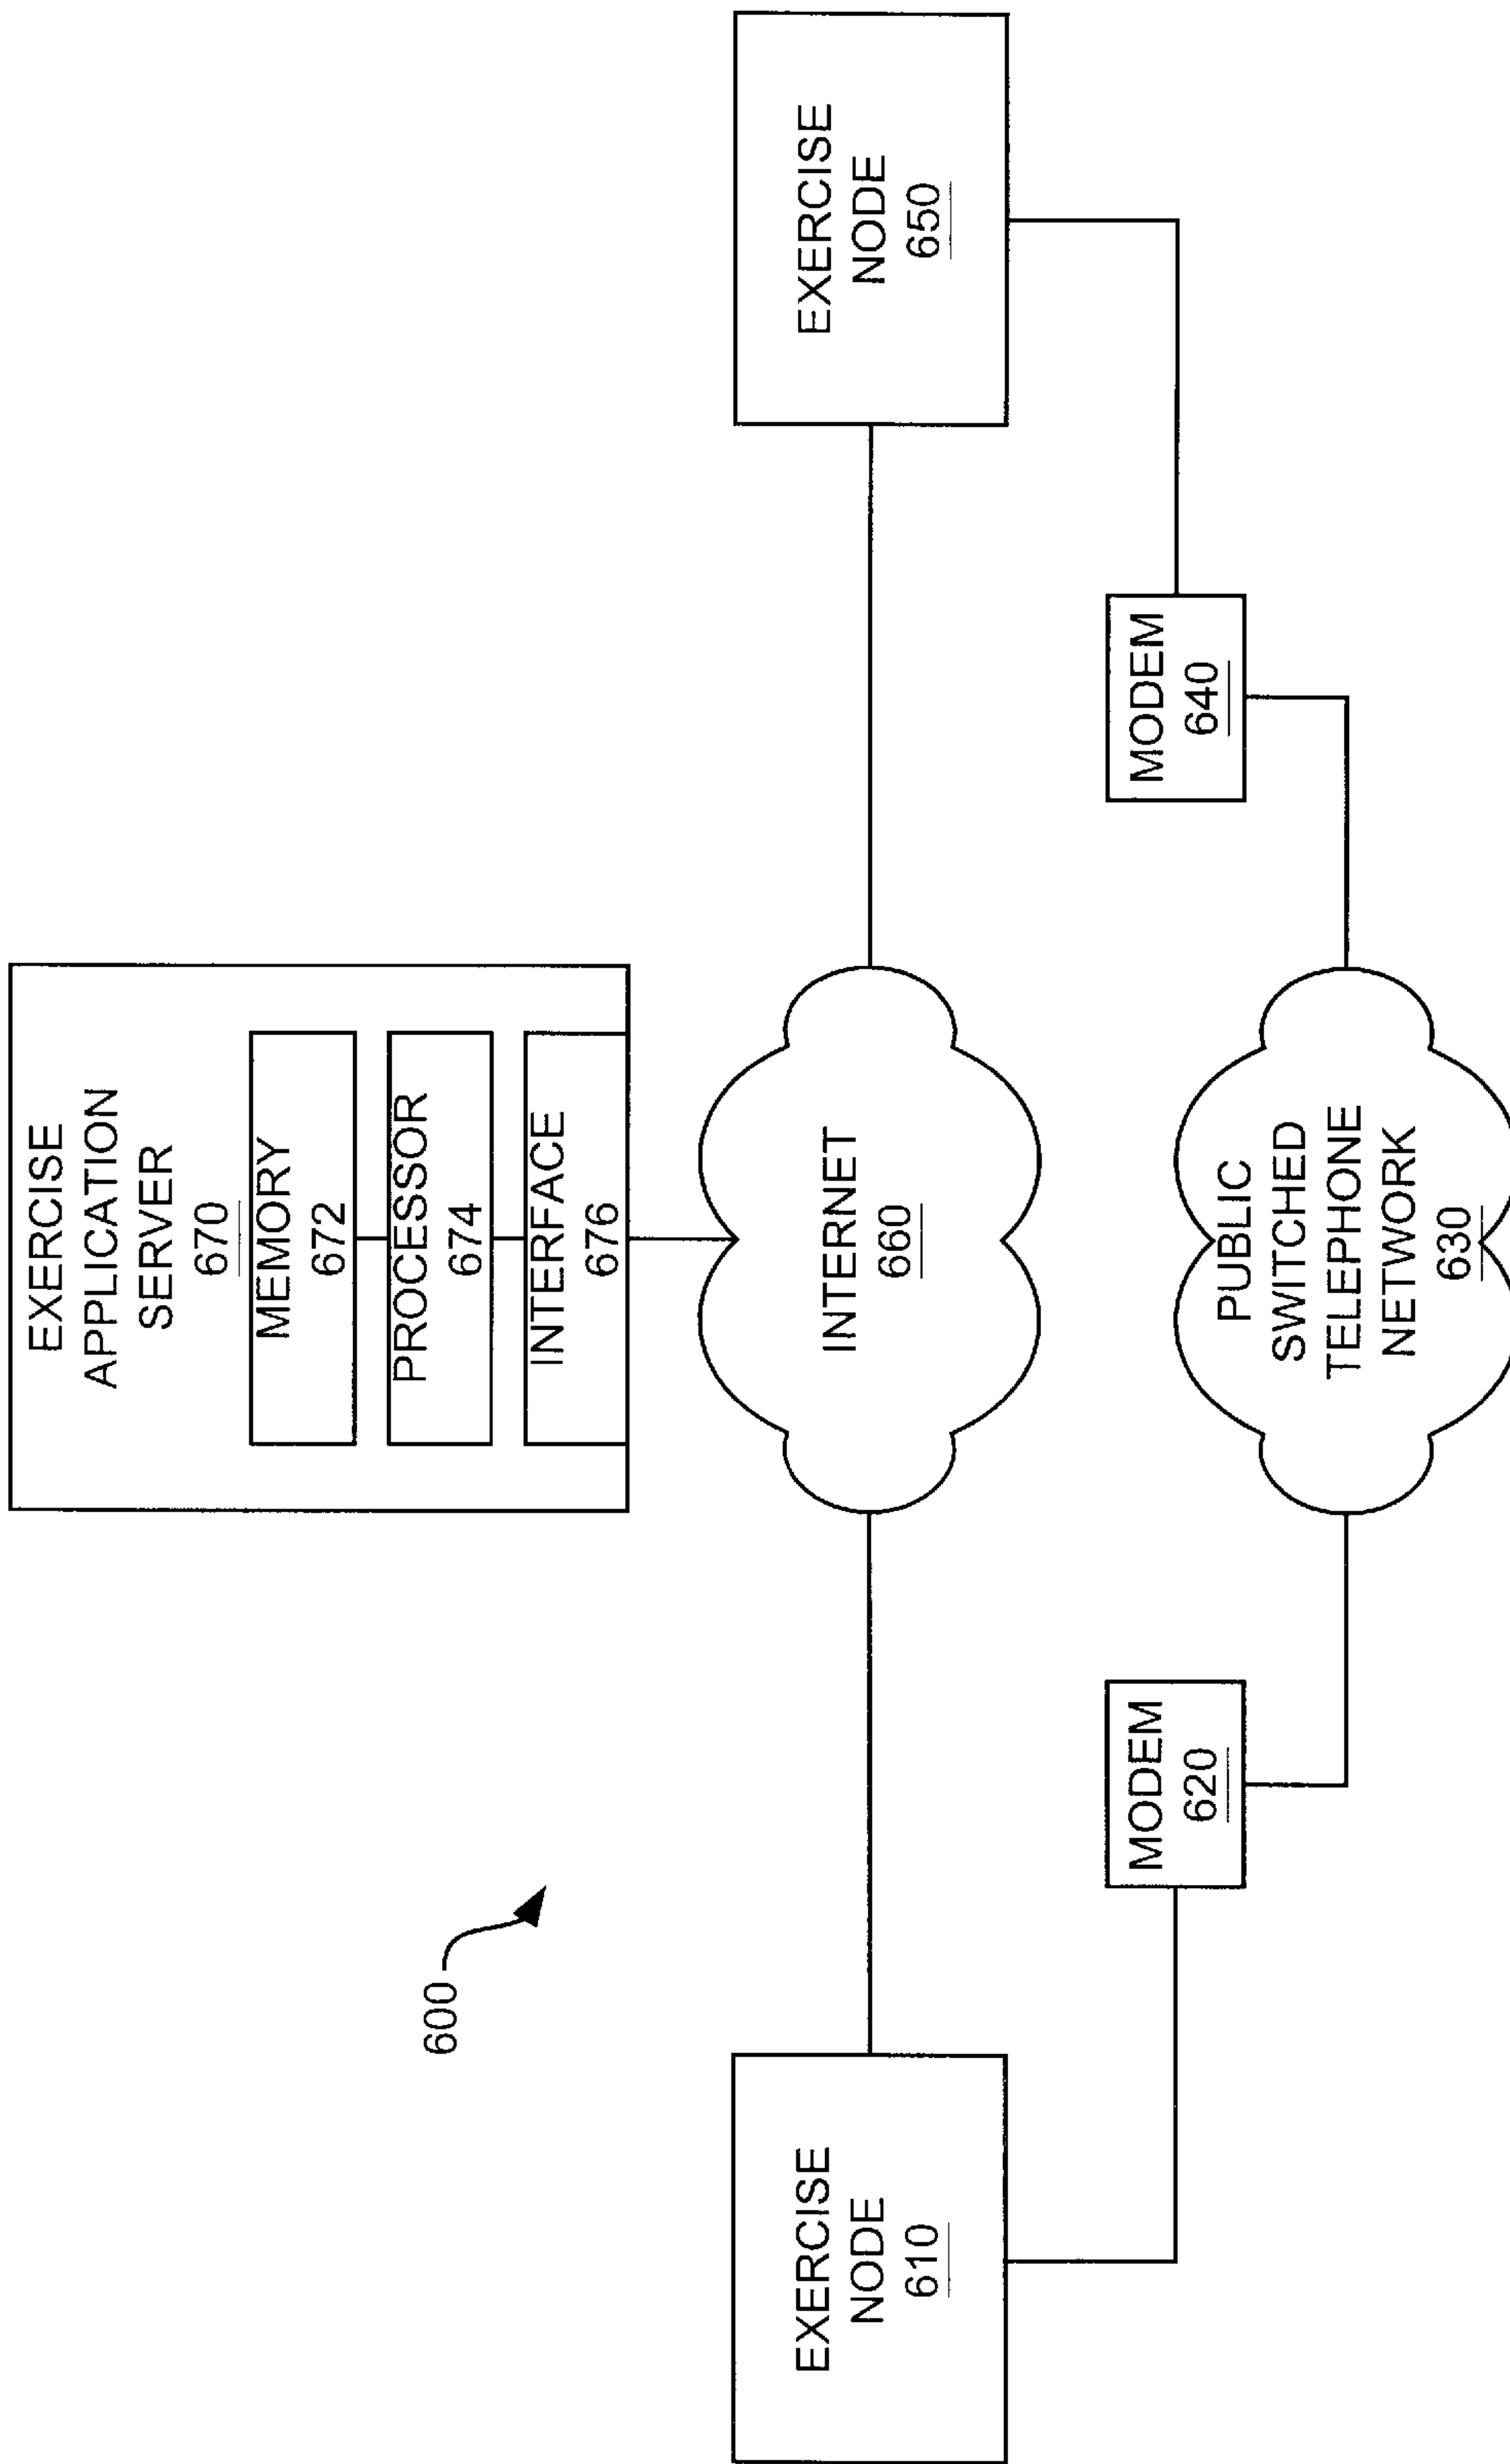 EXERCISE
APPLICATION
SERVER
670
MEMORY
672
PROCESSOR
674
INTERFACE
676
600
EXERCISE
NODE
610
INTERNET
660
EXERCISE
NODE
650
MODEM
620
MODEM
640
PUBLIC
SWITCHED
TELEPHONE
NETWORK
630